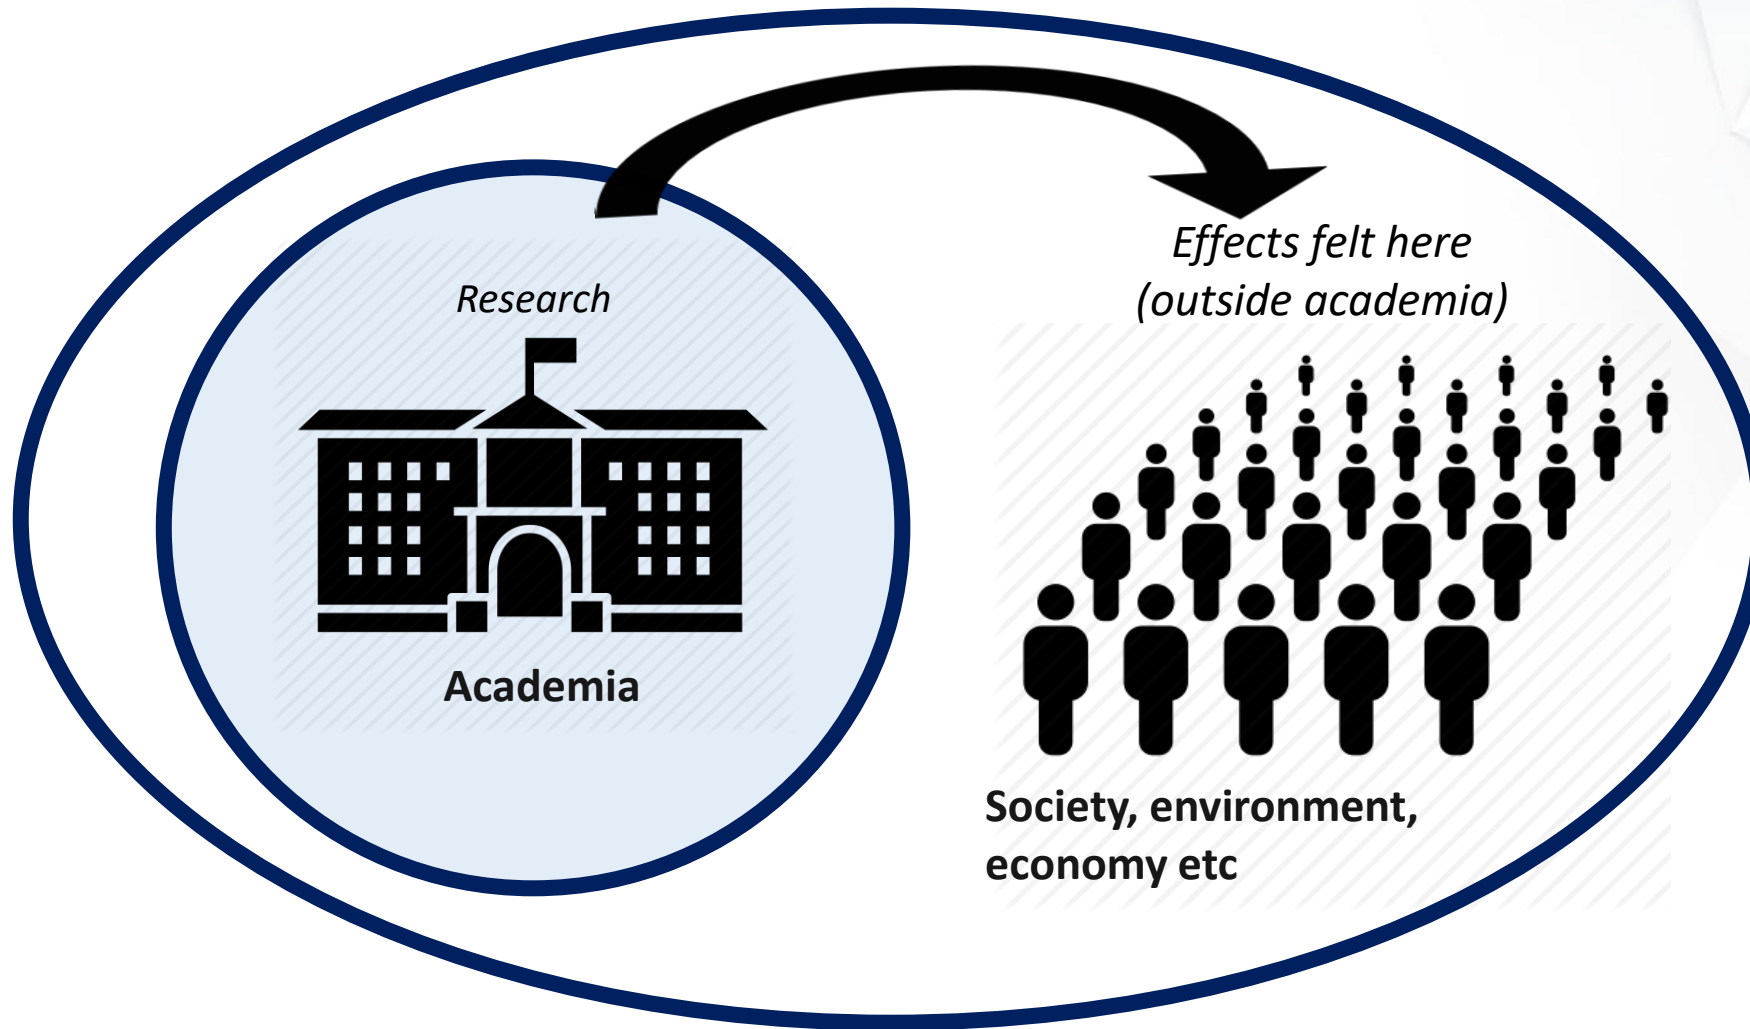 Research
Academia
Effects felt here
(outside academia)
Society, environment,
economy etc